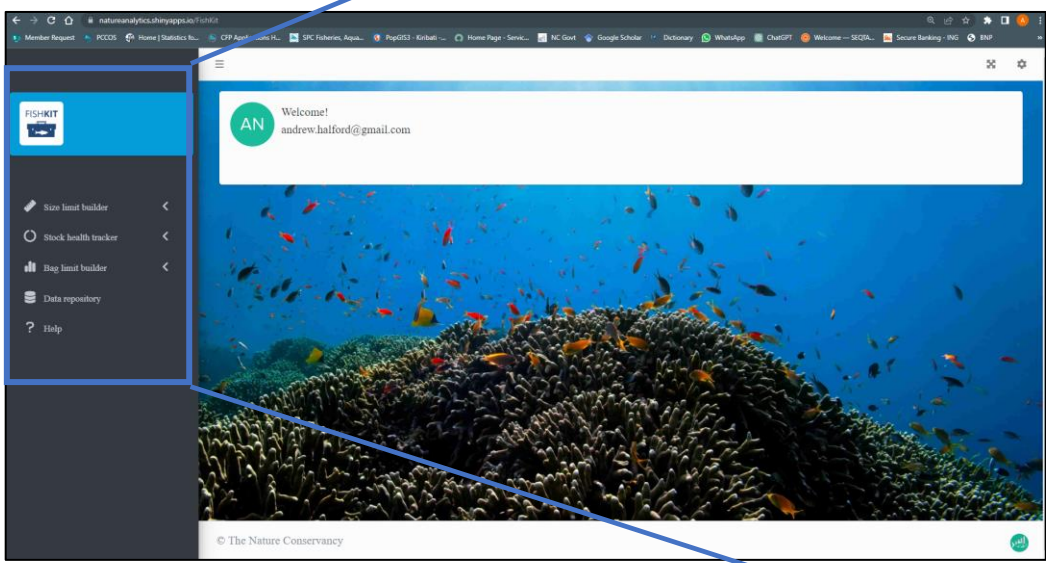 natureanalytics.shinyapps.io/FishKit
Member Request PCCOS Home | Statistics fo... CFP Applications H... SPC Fisheries, Aqua... PopGIS3 - Kiribati -... Home Page - Servic... NC Govt Google Scholar Dictionary WhatsApp ChatGPT Welcome — SEQTA... Secure Banking - ING BNP »
FISHKIT
AN
Welcome!
andrew.halford@gmail.com
Size limit builder
Stock health tracker
Bag limit builder
Data repository
? Help
© The Nature Conservancy